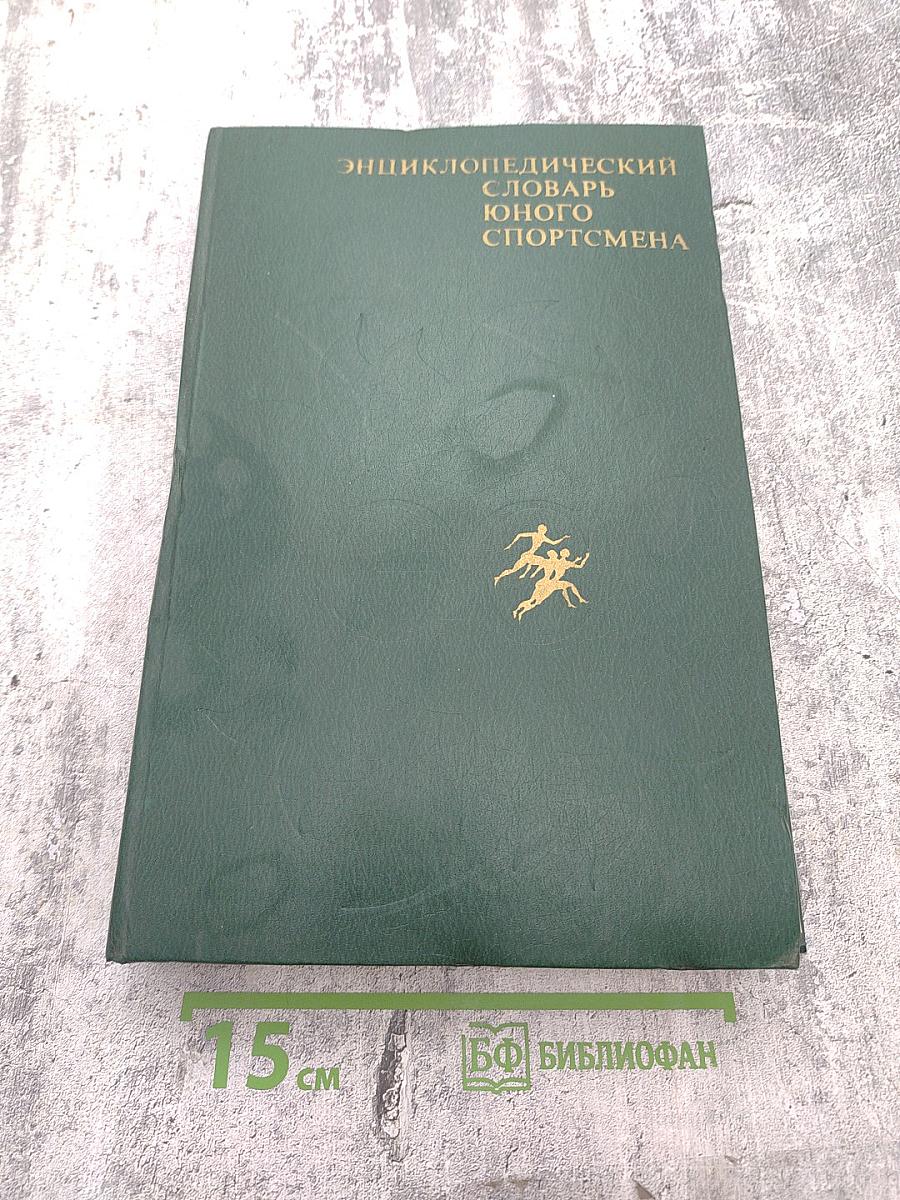 ЭНЦИКЛОПЕДИЧЕСКИЙ
СЛОВАРЬ
ЮНОГО
СПОРТСМЕНА
15 см
БФ БИБЛИОФАН